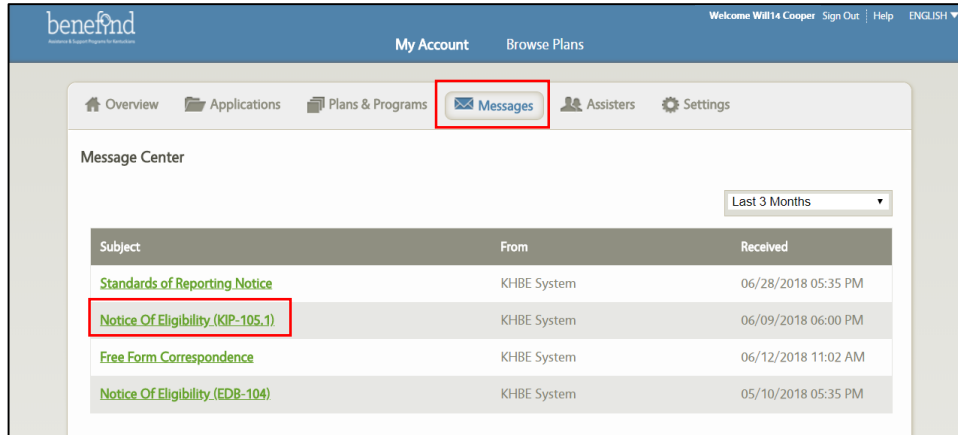 benefind
Assistance & Support Programs for Kentuckians
Welcome Will14 Cooper Sign Out Help ENGLISH
My Account Browse Plans
Overview Applications Plans & Programs Messages Assisters Settings
Message Center
Last 3 Months
Subject From Received
Standards of Reporting Notice KHBE System 06/28/2018 05:35 PM
Notice Of Eligibility (KIP-105.1) KHBE System 06/09/2018 06:00 PM
Free Form Correspondence KHBE System 06/12/2018 11:02 AM
Notice Of Eligibility (EDB-104) KHBE System 05/10/2018 05:35 PM